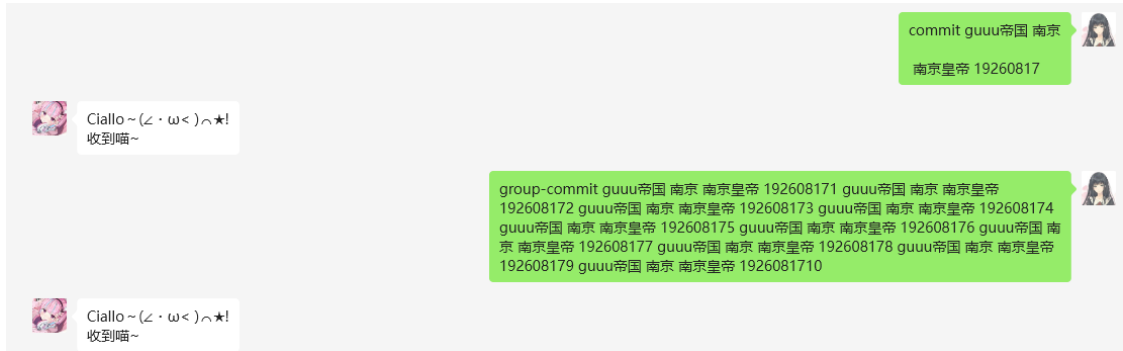 commit guuu帝国 南京
南京皇帝 19260817
Ciallo～(∠・ω< )⌒★!
收到喵~
group-commit guuu帝国 南京 南京皇帝 192608171 guuu帝国 南京 南京皇帝
192608172 guuu帝国 南京 南京皇帝 192608173 guuu帝国 南京 南京皇帝 192608174
guuu帝国 南京 南京皇帝 192608175 guuu帝国 南京 南京皇帝 192608176 guuu帝国 南
京 南京皇帝 192608177 guuu帝国 南京 南京皇帝 192608178 guuu帝国 南京 南京皇帝
192608179 guuu帝国 南京 南京皇帝 1926081710
Ciallo～(∠・ω< )⌒★!
收到喵~